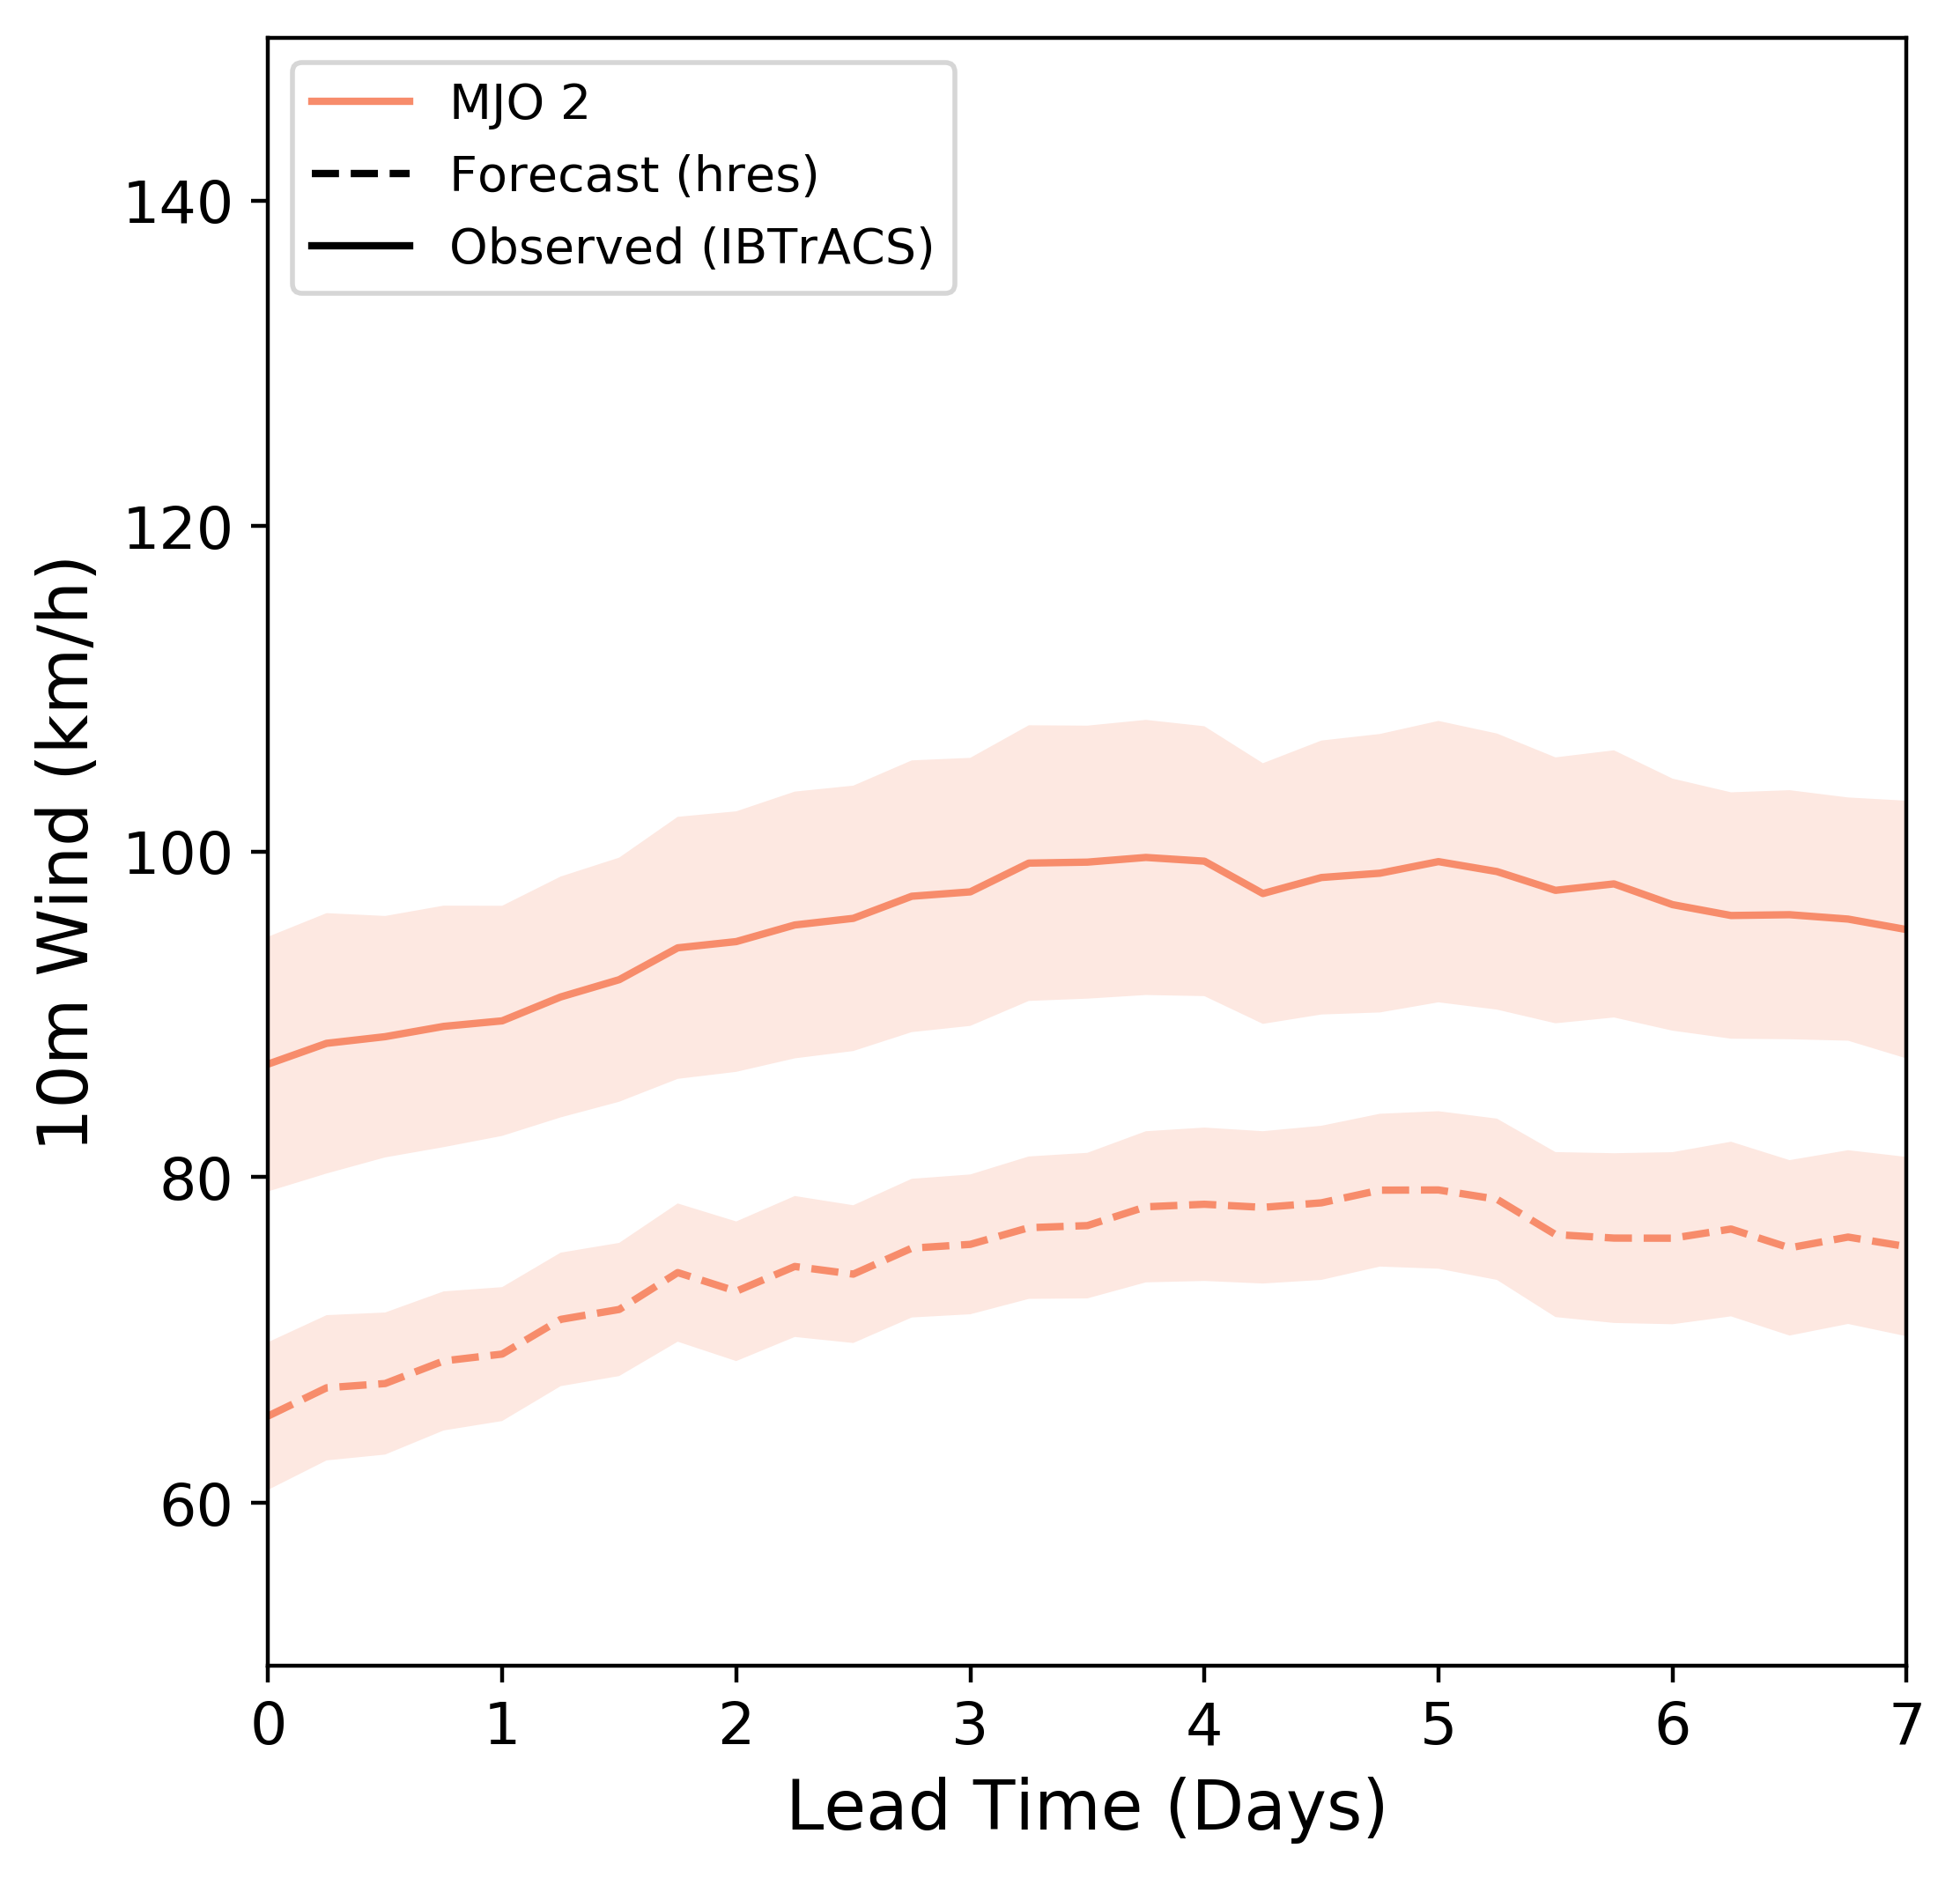 MJO 2
Forecast (hres)
Observed (IBTrACS)
140
120
100
80
60
10m Wind (km/h)
0 1 2 3 4 5 6 7
Lead Time (Days)